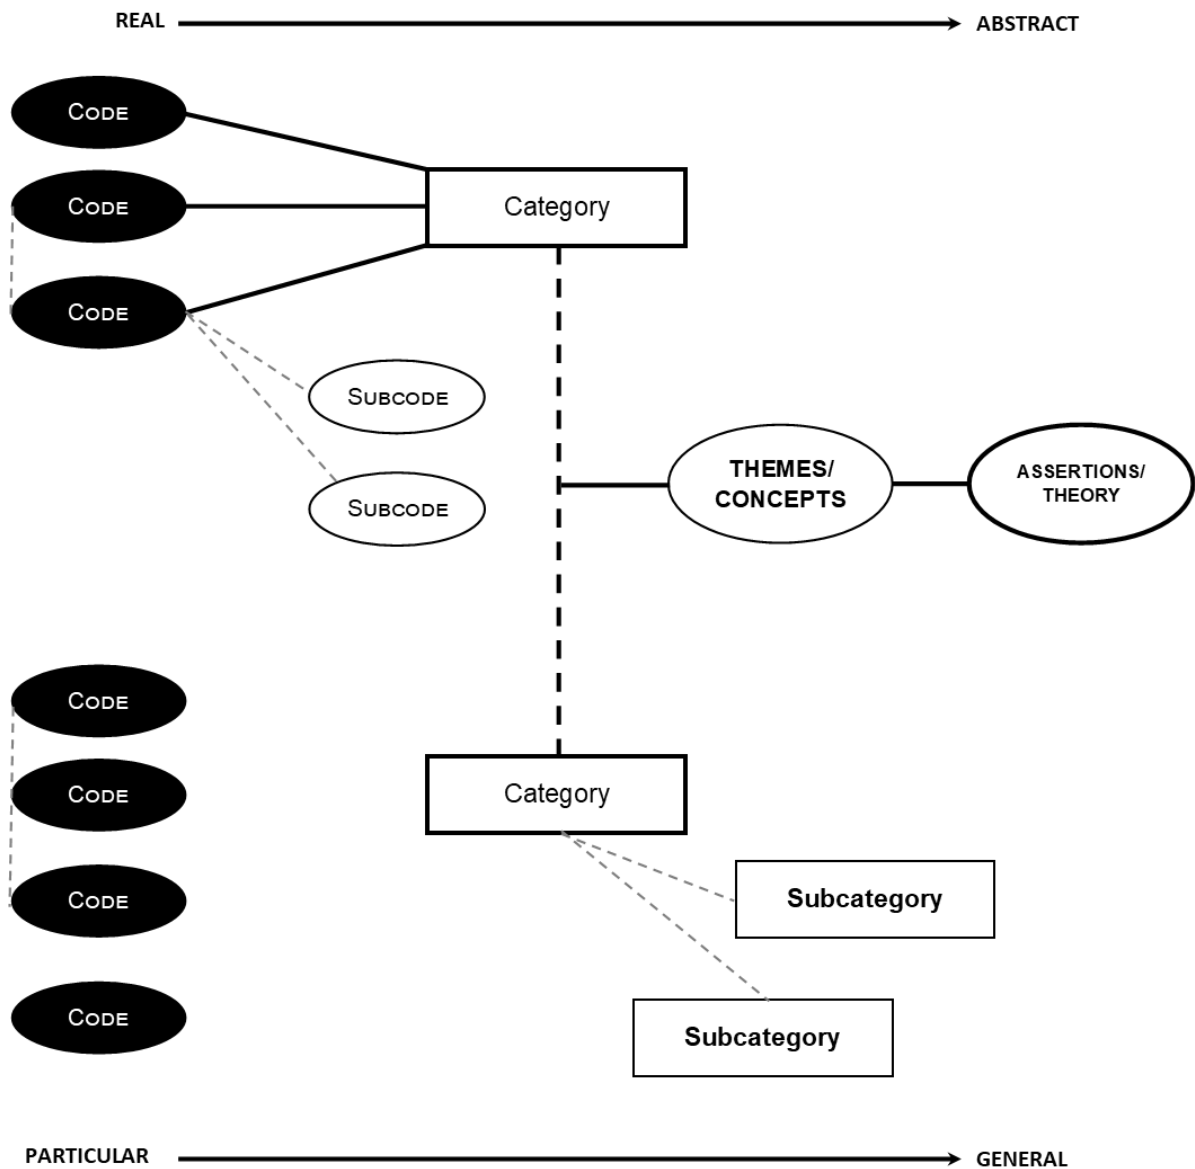 REAL
ABSTRACT
CODE
CODE
Category
CODE
SUBCODE
SUBCODE
THEMES/
CONCEPTS
ASSERTIONS/
THEORY
CODE
CODE
Category
CODE
Subcategory
CODE
Subcategory
PARTICULAR
GENERAL